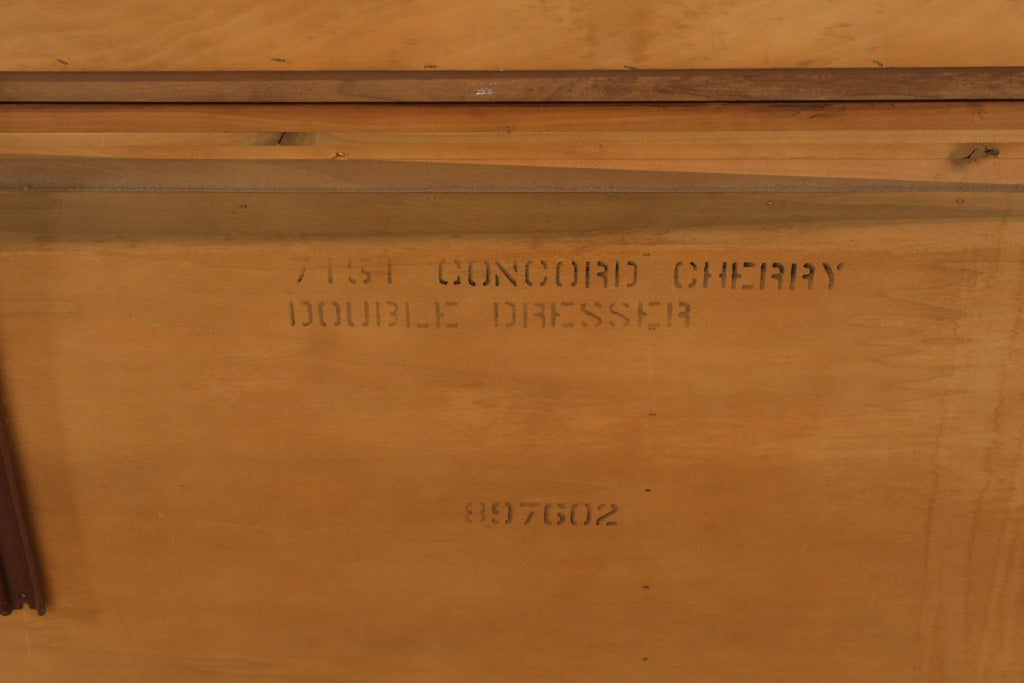 7151 CONCORD CHERRY
DOUBLE DRESSER
897602